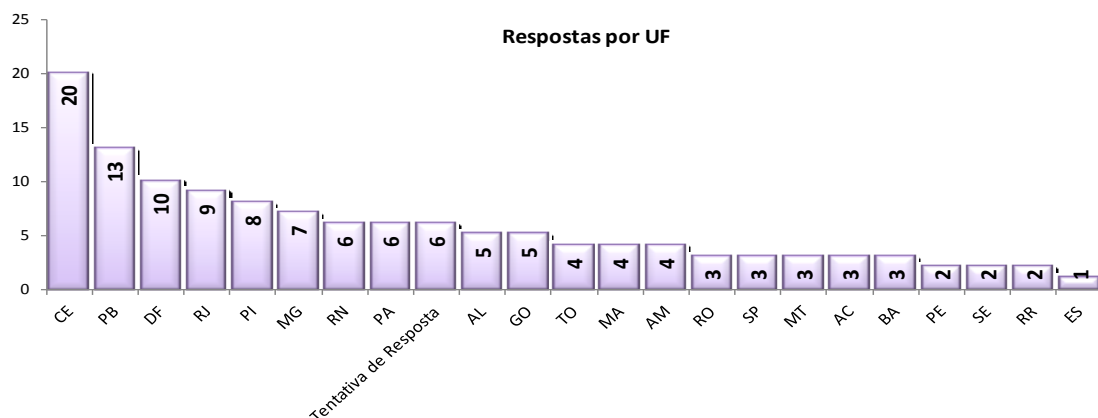 Respostas por UF
25
20
15
10
5
0
20 13 10 9 8 7 6 6 6 5 5 4 4 4 3 3 3 3 3 2 2 2 1
CE PB DF RJ PI MG RN PA Tentativa de Resposta AL GO TO MA AM RO SP MT AC BA PE SE RR ES